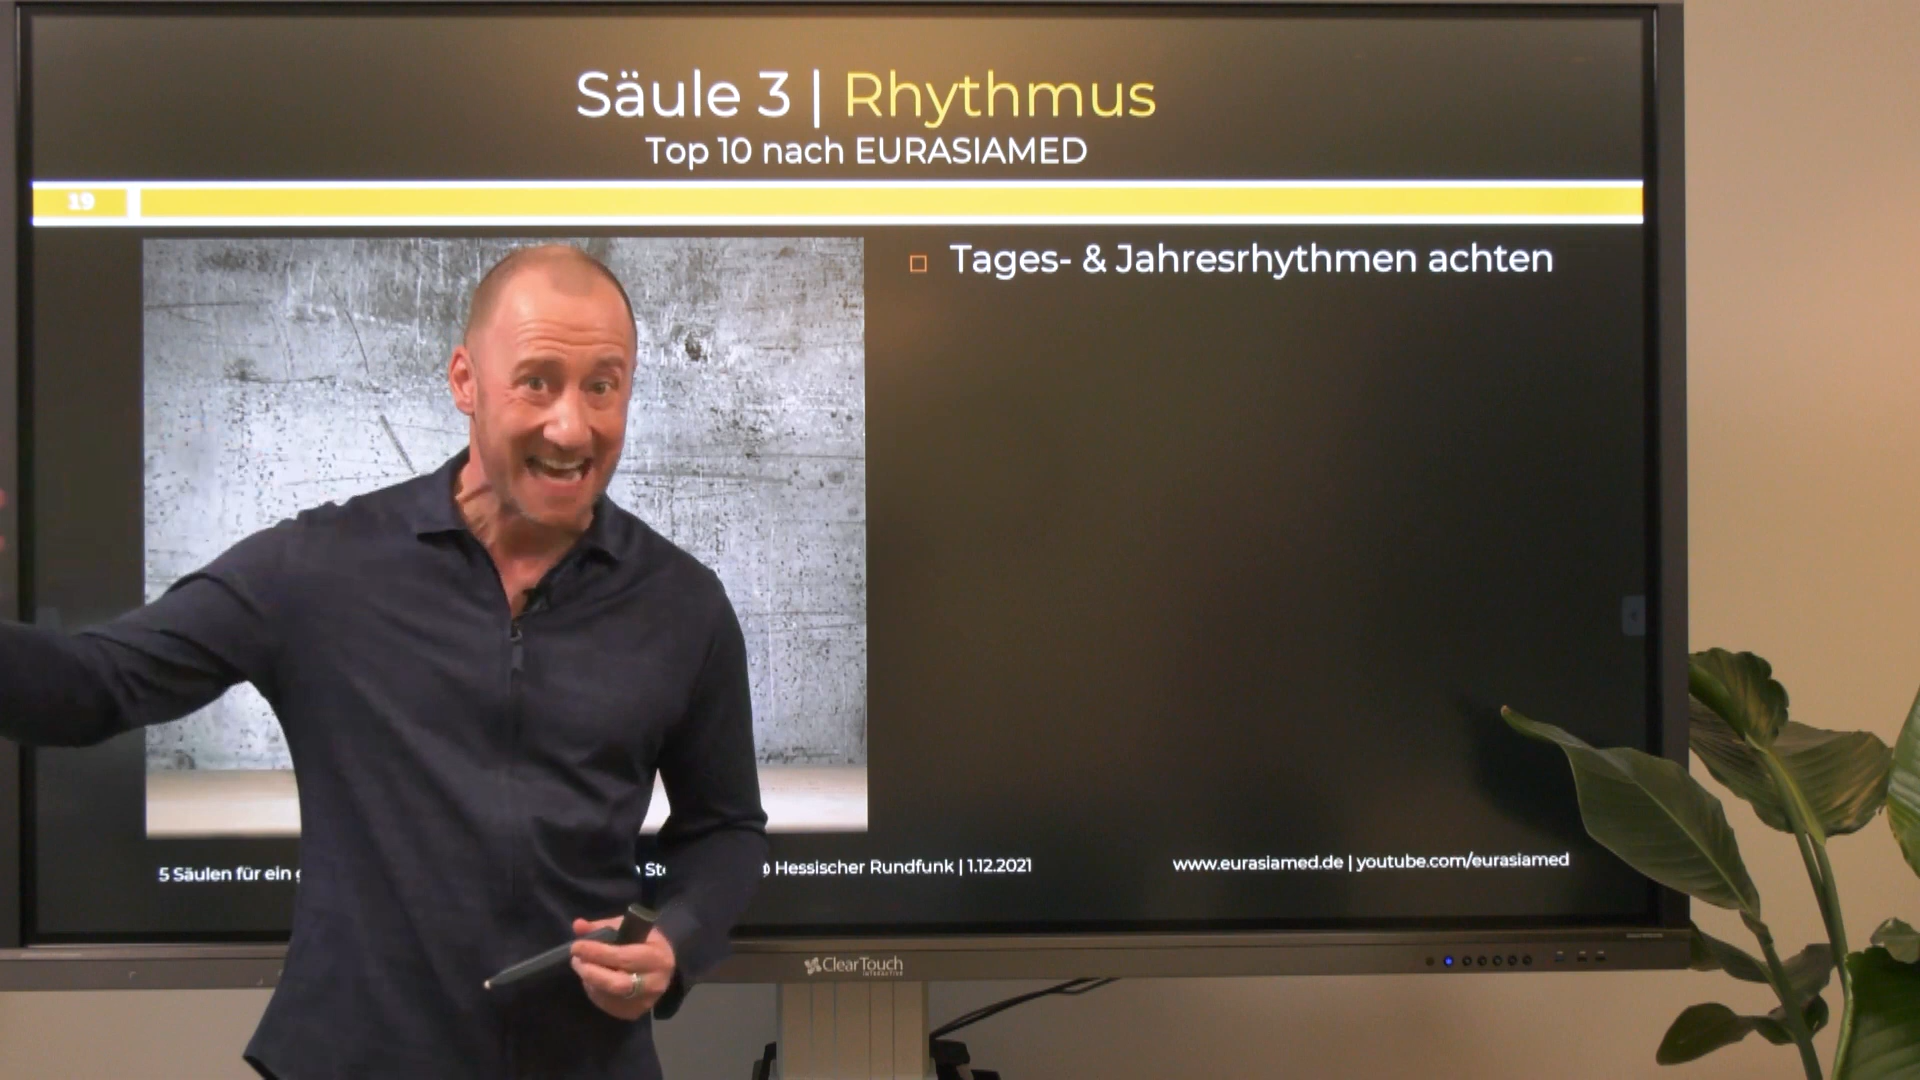 Säule 3 | Rhythmus
Top 10 nach EURASIAMED
19
Tages- & Jahresrhythmen achten
5 Säulen für ein
Hessischer Rundfunk | 1.12.2021
www.eurasiamed.de | youtube.com/eurasiamed
ClearTouch
INTERACTIVE